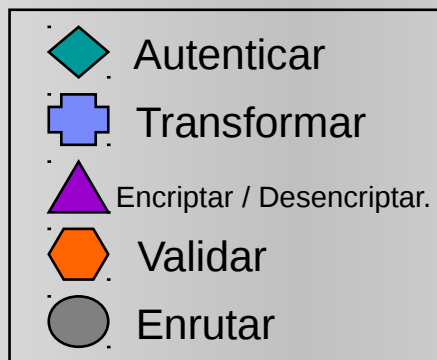 Autenticar
Transformar
Encriptar / Desencriptar.
Validar
Enrutar